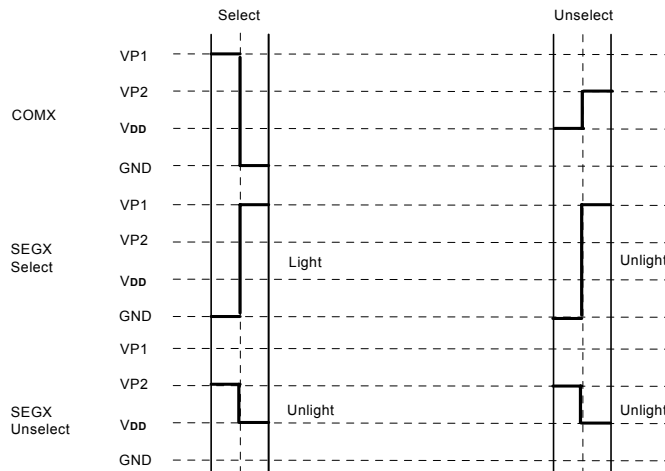 Select Unselect
VP1
VP2
COMX
VDD
GND
VP1
VP2
SEGX
Select
Light Unlight
VDD
GND
VP1
VP2
SEGX
Unselect
Unlight Unlight
VDD
GND